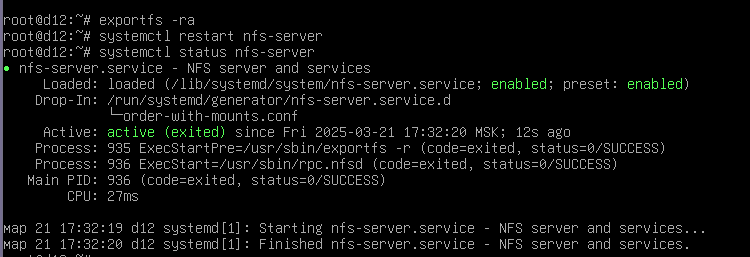 root@d12:~# exportfs -ra
root@d12:~# systemctl restart nfs-server
root@d12:~# systemctl status nfs-server
● nfs-server.service - NFS server and services
     Loaded: loaded (/lib/systemd/system/nfs-server.service; enabled; preset: enabled)
    Drop-In: /run/systemd/generator/nfs-server.service.d
             └─order-with-mounts.conf
     Active: active (exited) since Fri 2025-03-21 17:32:20 MSK; 12s ago
    Process: 935 ExecStartPre=/usr/sbin/exportfs -r (code=exited, status=0/SUCCESS)
    Process: 936 ExecStart=/usr/sbin/rpc.nfsd (code=exited, status=0/SUCCESS)
   Main PID: 936 (code=exited, status=0/SUCCESS)
        CPU: 27ms

мар 21 17:32:19 d12 systemd[1]: Starting nfs-server.service - NFS server and services...
мар 21 17:32:20 d12 systemd[1]: Finished nfs-server.service - NFS server and services.
root@d12:~#